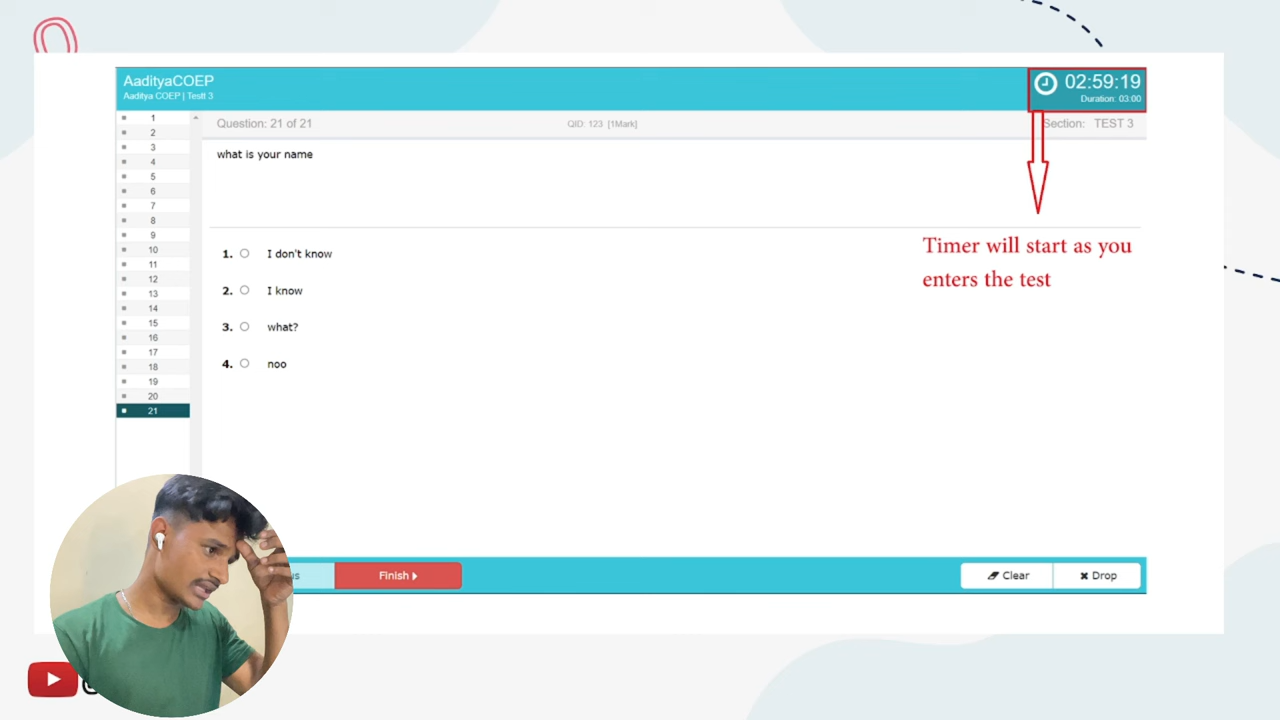 AadityaCOEP
Aaditya COEP | Testt 3
02:59:19
Duration: 03:00
1
2
3
4
5
6
7
8
9
10
11
12
13
14
15
16
17
18
19
20
21
Question: 21 of 21
QID: 123 [1Mark]
Section: TEST 3
what is your name
1. I don't know
2. I know
3. what?
4. noo
Timer will start as you
enters the test
Finish
Clear
Drop